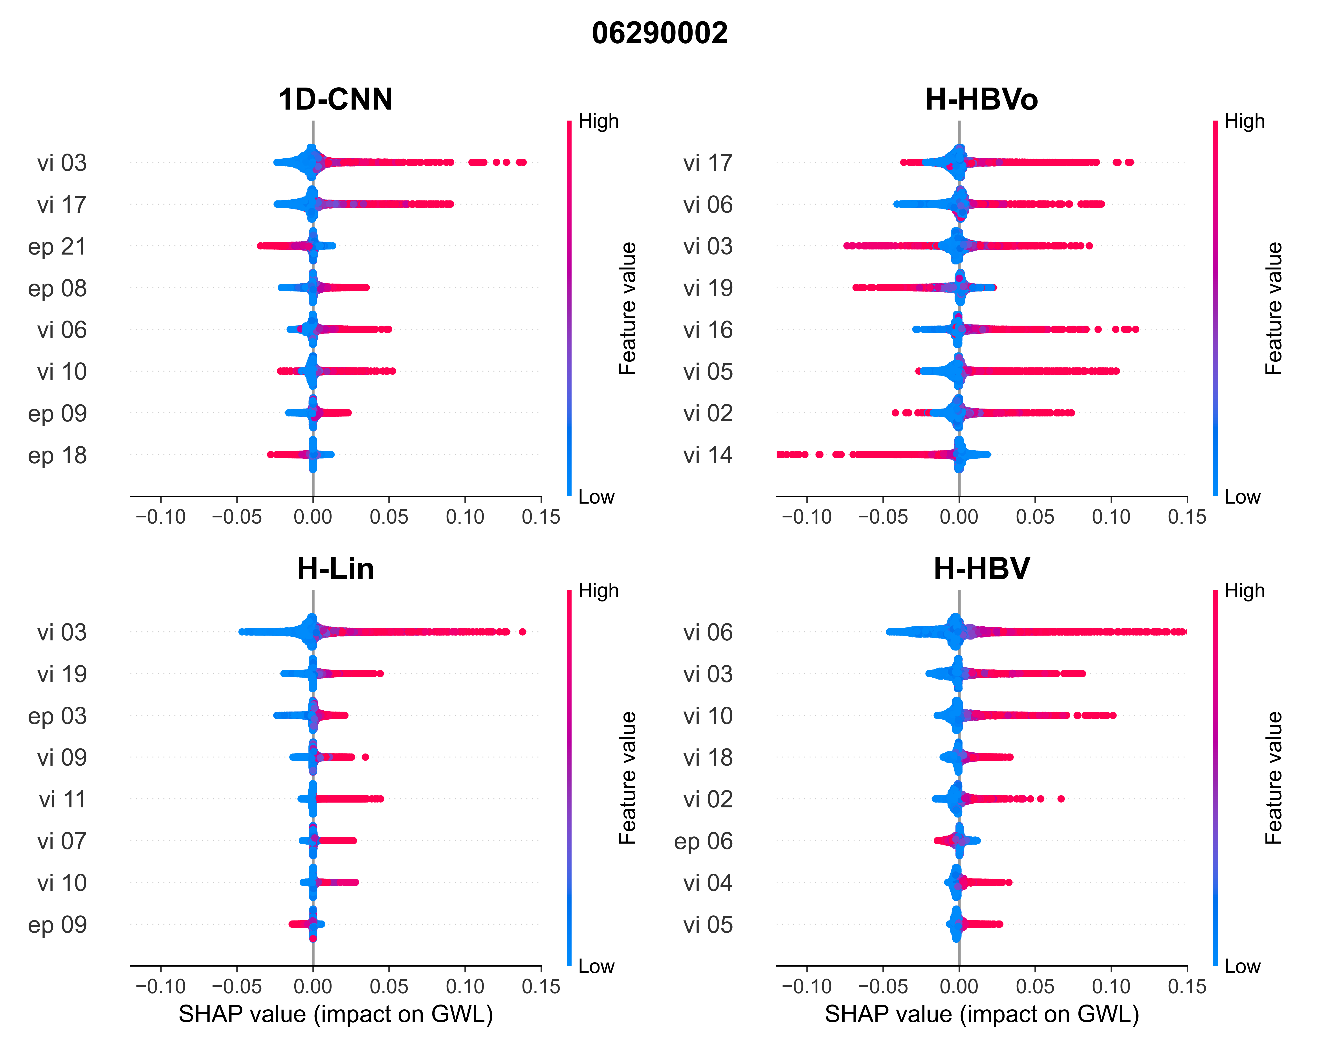 06290002
1D-CNN
High
vi 03
vi 17
ep 21
ep 08
vi 06
vi 10
ep 09
ep 18
Feature value
Low
−0.10 −0.05 0.00 0.05 0.10 0.15
H-HBVo
High
vi 17
vi 06
vi 03
vi 19
vi 16
vi 05
vi 02
vi 14
Feature value
Low
−0.10 −0.05 0.00 0.05 0.10 0.15
H-Lin
High
vi 03
vi 19
ep 03
vi 09
vi 11
vi 07
vi 10
ep 09
Feature value
Low
−0.10 −0.05 0.00 0.05 0.10 0.15
SHAP value (impact on GWL)
H-HBV
High
vi 06
vi 03
vi 10
vi 18
vi 02
ep 06
vi 04
vi 05
Feature value
Low
−0.10 −0.05 0.00 0.05 0.10 0.15
SHAP value (impact on GWL)